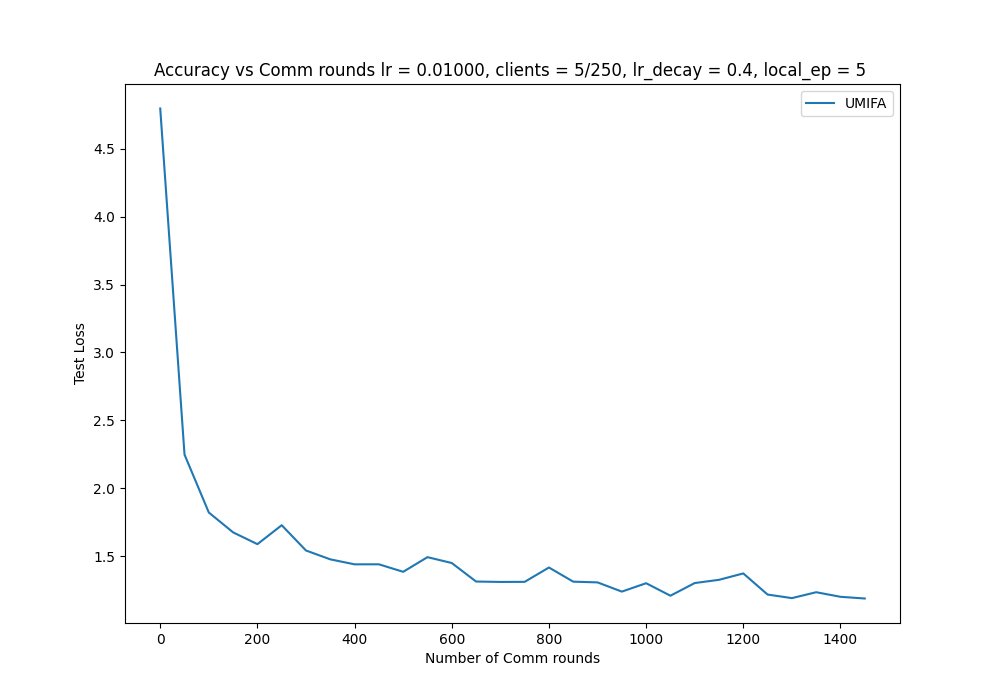 Accuracy vs Comm rounds lr = 0.01000, clients = 5/250, lr_decay = 0.4, local_ep = 5
UMIFA
4.5
4.0
3.5
3.0
2.5
2.0
1.5
Test Loss
0 200 400 600 800 1000 1200 1400
Number of Comm rounds